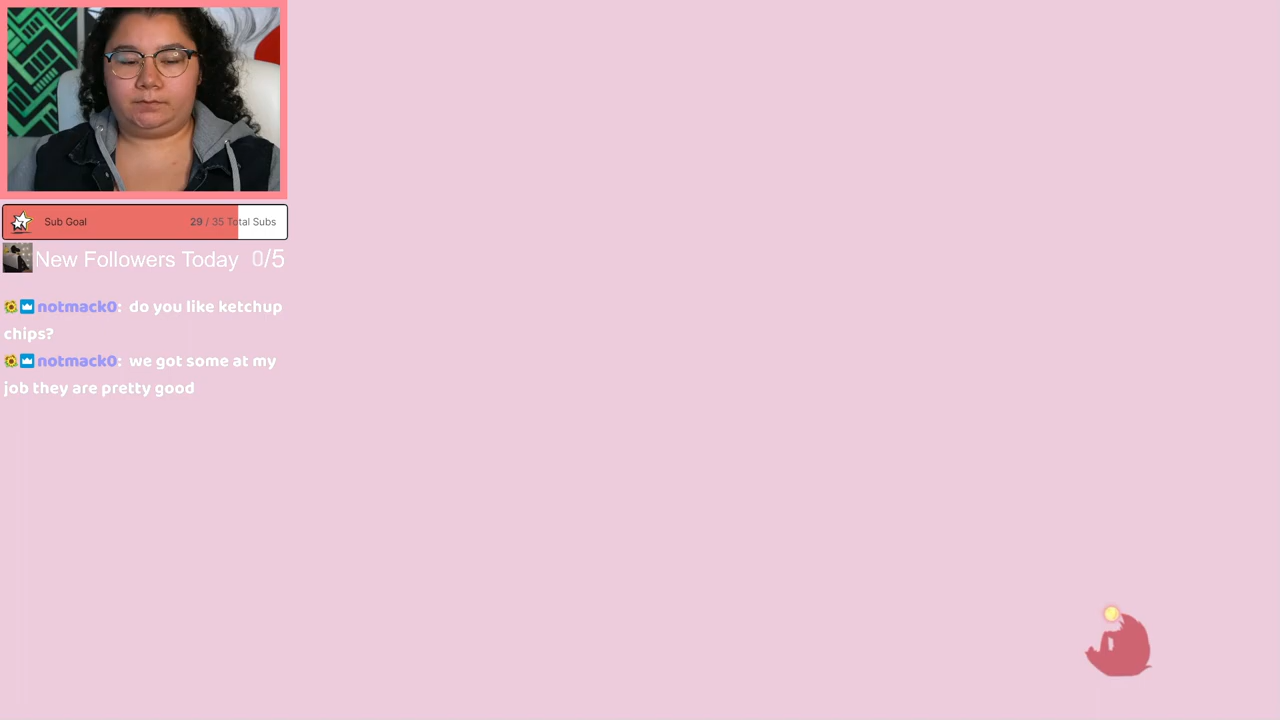 Sub Goal 29 / 35 Total Subs
New Followers Today 0/5
notmack0: do you like ketchup
chips?
notmack0: we got some at my
job they are pretty good